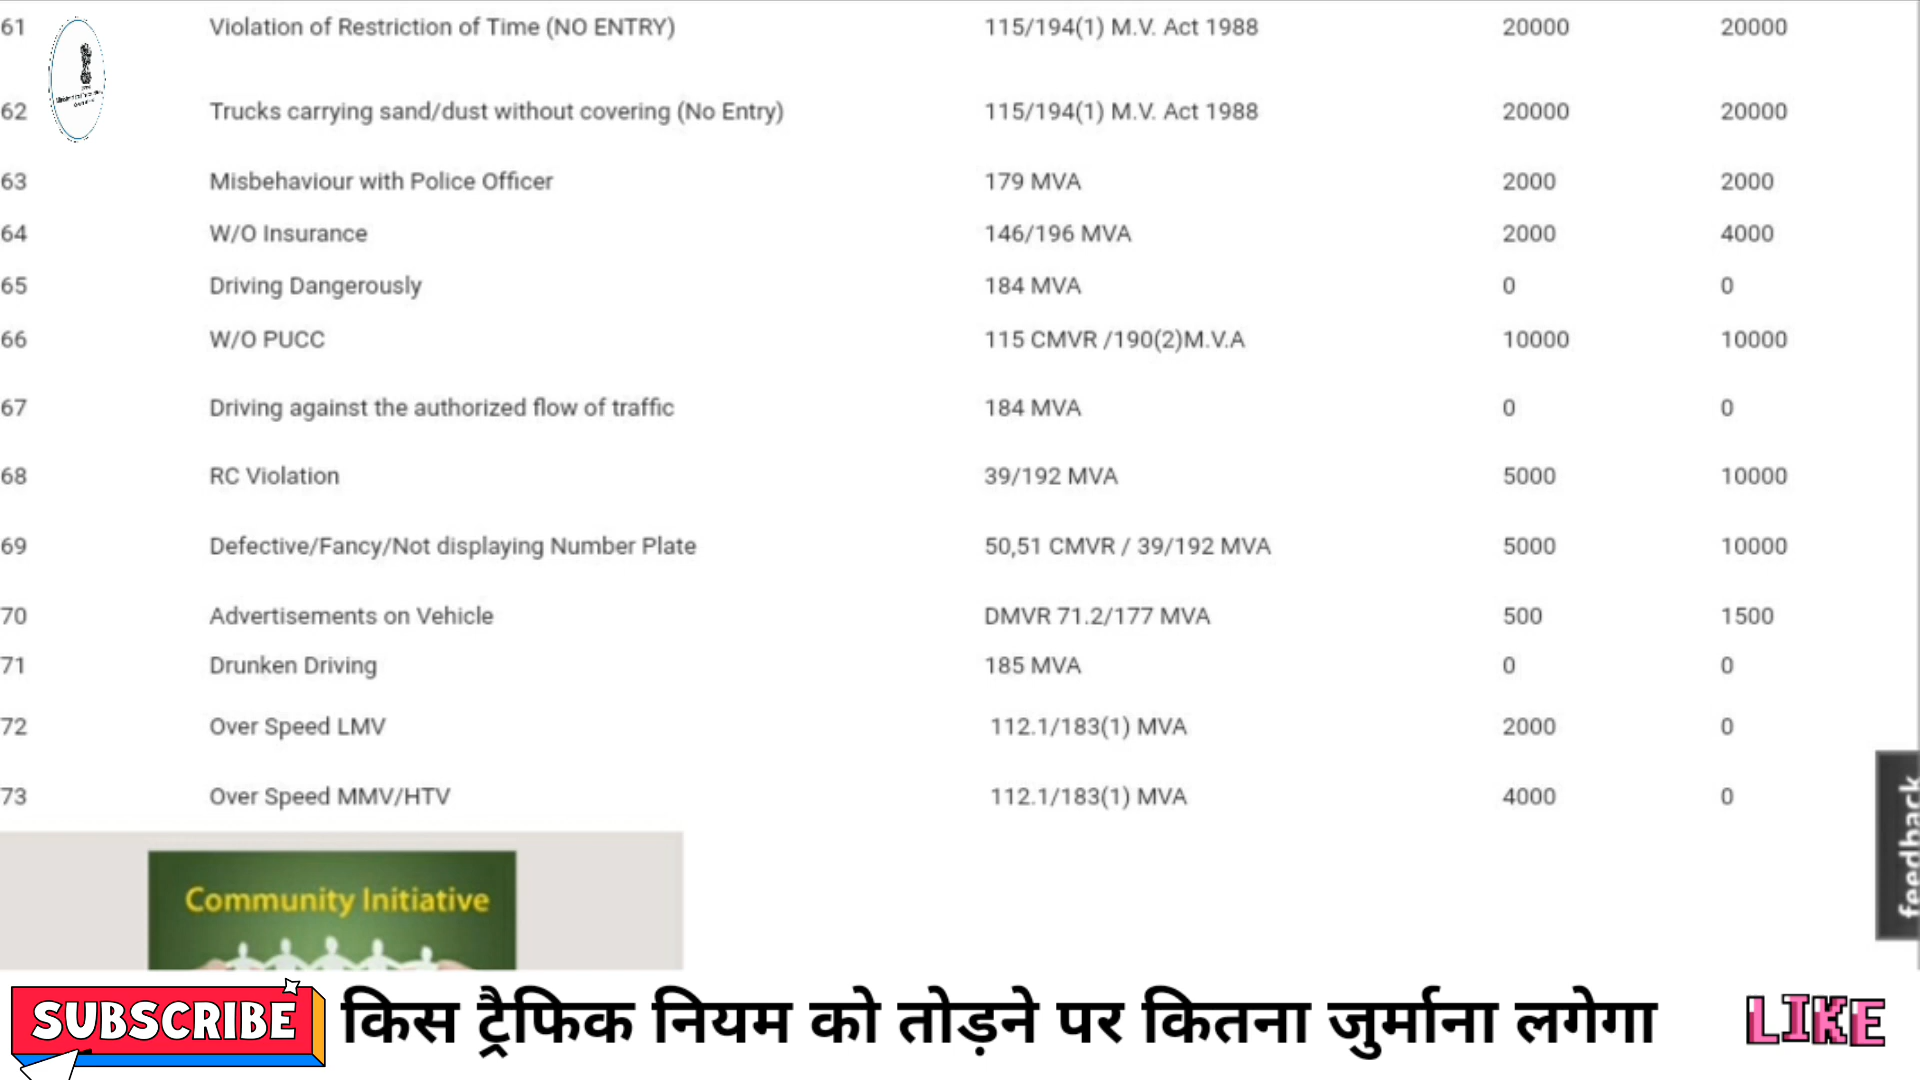 61 Violation of Restriction of Time (NO ENTRY) 115/194(1) M.V. Act 1988 20000 20000
62 Trucks carrying sand/dust without covering (No Entry) 115/194(1) M.V. Act 1988 20000 20000
63 Misbehaviour with Police Officer 179 MVA 2000 2000
64 W/O Insurance 146/196 MVA 2000 4000
65 Driving Dangerously 184 MVA 0 0
66 W/O PUCC 115 CMVR /190(2)M.V.A 10000 10000
67 Driving against the authorized flow of traffic 184 MVA 0 0
68 RC Violation 39/192 MVA 5000 10000
69 Defective/Fancy/Not displaying Number Plate 50,51 CMVR / 39/192 MVA 5000 10000
70 Advertisements on Vehicle DMVR 71.2/177 MVA 500 1500
71 Drunken Driving 185 MVA 0 0
72 Over Speed LMV 112.1/183(1) MVA 2000 0
73 Over Speed MMV/HTV 112.1/183(1) MVA 4000 0
feedback
Community Initiative
SUBSCRIBE किस ट्रैफिक नियम को तोड़ने पर कितना जुर्माना लगेगा LIKE